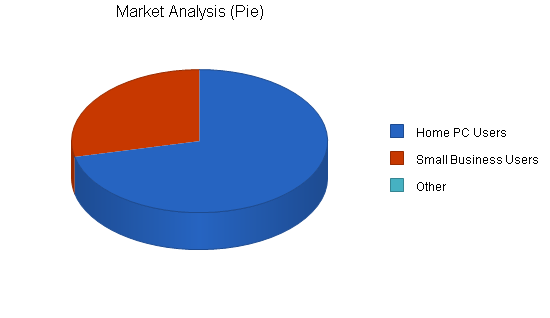 Market Analysis (Pie)
Home PC Users
Small Business Users
Other